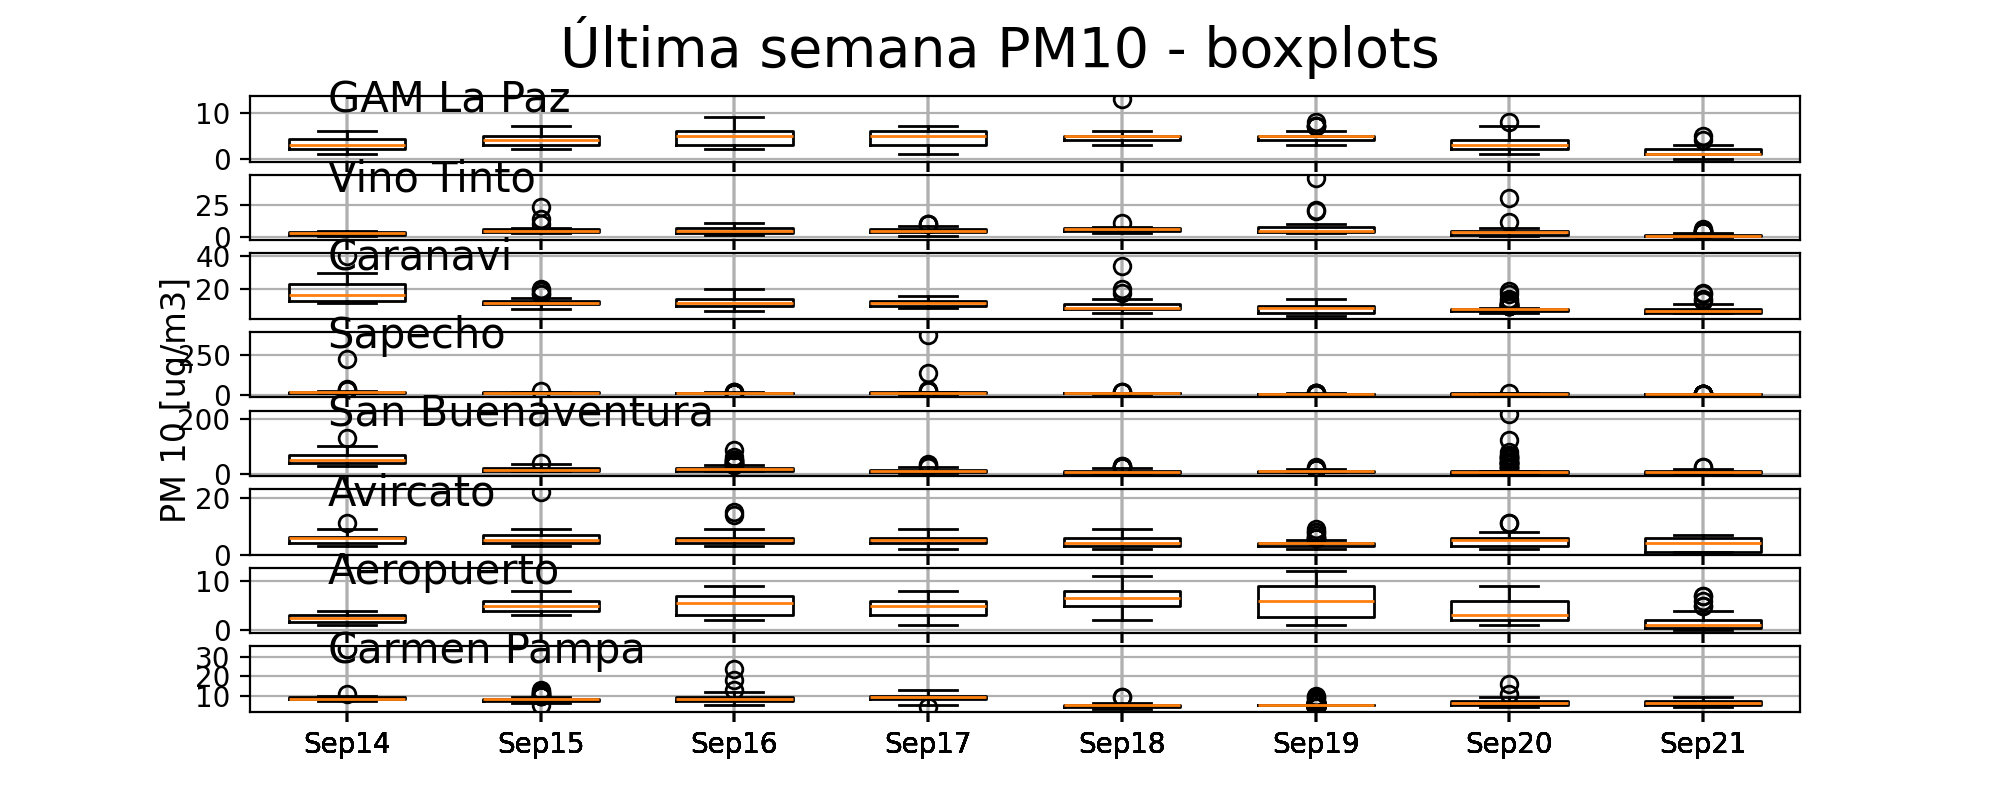 Última semana PM10 - boxplots
GAM La Paz
10
0
Vino Tinto
25
0
Caranavi
40
20
Sapecho
250
0
San Buenaventura
200
0
Avircato
20
0
Aeropuerto
10
0
Carmen Pampa
30
20
10
PM 10 [ug/m3]
Sep14 Sep15 Sep16 Sep17 Sep18 Sep19 Sep20 Sep21